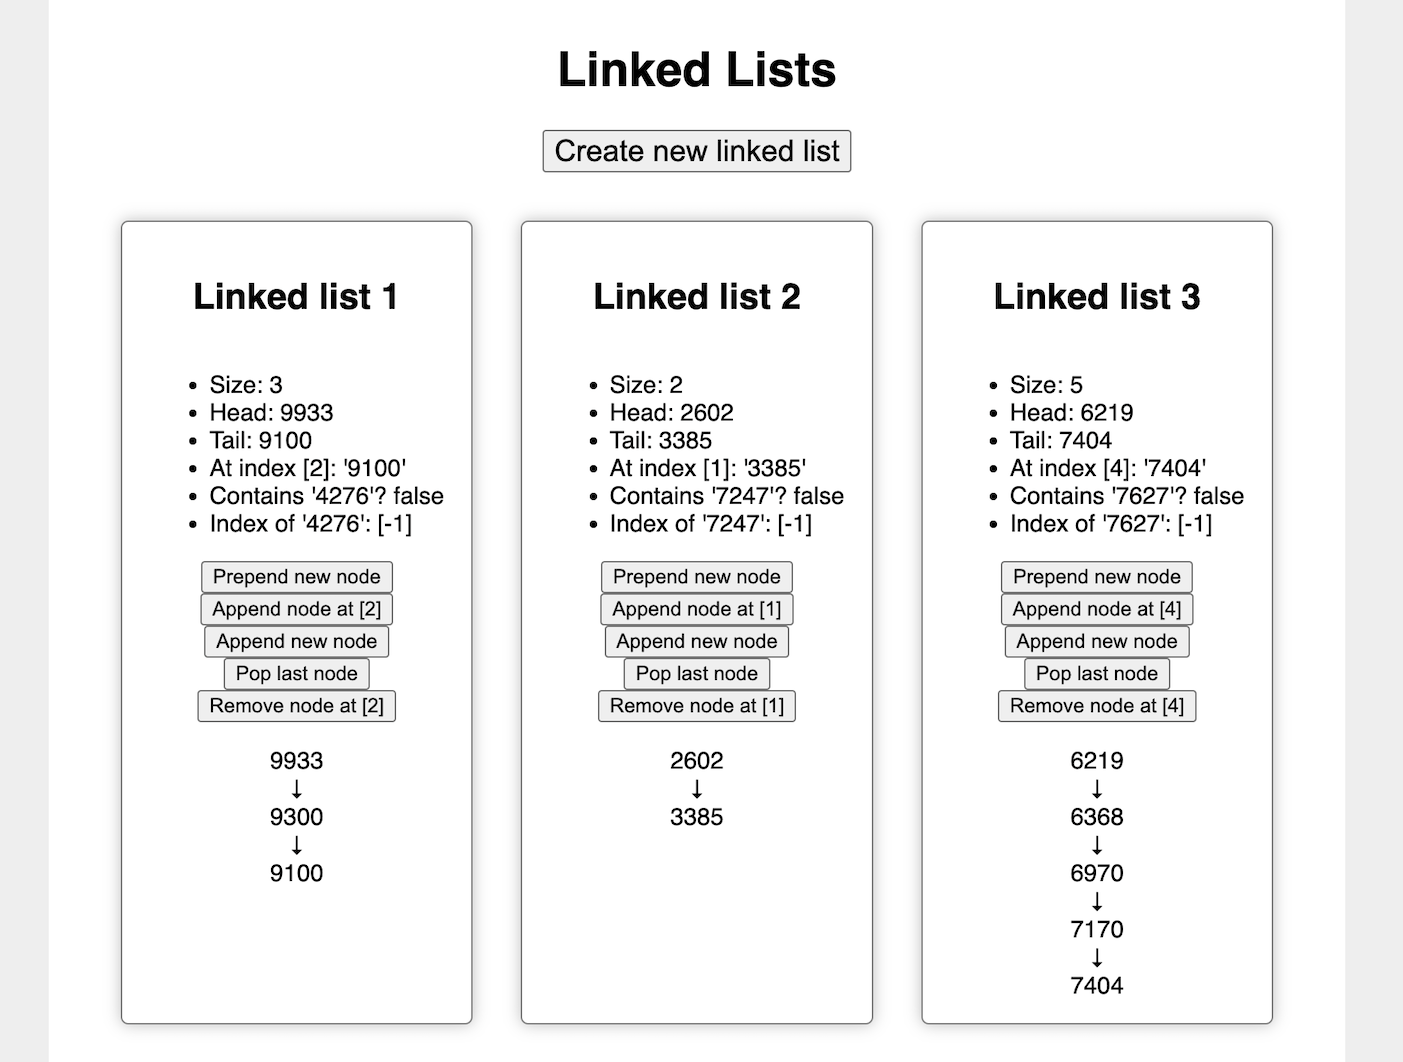 Linked Lists
Create new linked list
Linked list 1
• Size: 3
• Head: 9933
• Tail: 9100
• At index [2]: '9100'
• Contains '4276'? false
• Index of '4276': [-1]
Prepend new node
Append node at [2]
Append new node
Pop last node
Remove node at [2]
9933
↓
9300
↓
9100
Linked list 2
• Size: 2
• Head: 2602
• Tail: 3385
• At index [1]: '3385'
• Contains '7247'? false
• Index of '7247': [-1]
Prepend new node
Append node at [1]
Append new node
Pop last node
Remove node at [1]
2602
↓
3385
Linked list 3
• Size: 5
• Head: 6219
• Tail: 7404
• At index [4]: '7404'
• Contains '7627'? false
• Index of '7627': [-1]
Prepend new node
Append node at [4]
Append new node
Pop last node
Remove node at [4]
6219
↓
6368
↓
6970
↓
7170
↓
7404